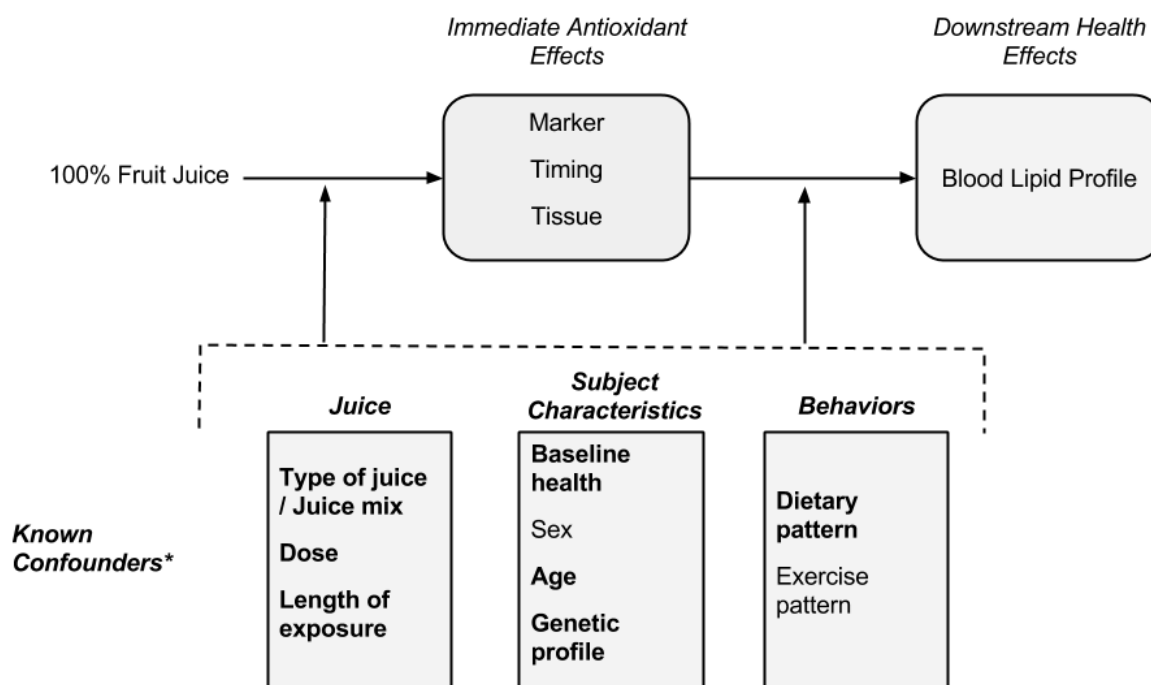 Immediate Antioxidant
Effects
Downstream Health
Effects
100% Fruit Juice
Marker
Timing
Tissue
Blood Lipid Profile
Known
Confounders*
Juice
Type of juice
/ Juice mix
Dose
Length of
exposure
Subject
Characteristics
Baseline
health
Sex
Age
Genetic
profile
Behaviors
Dietary
pattern
Exercise
pattern